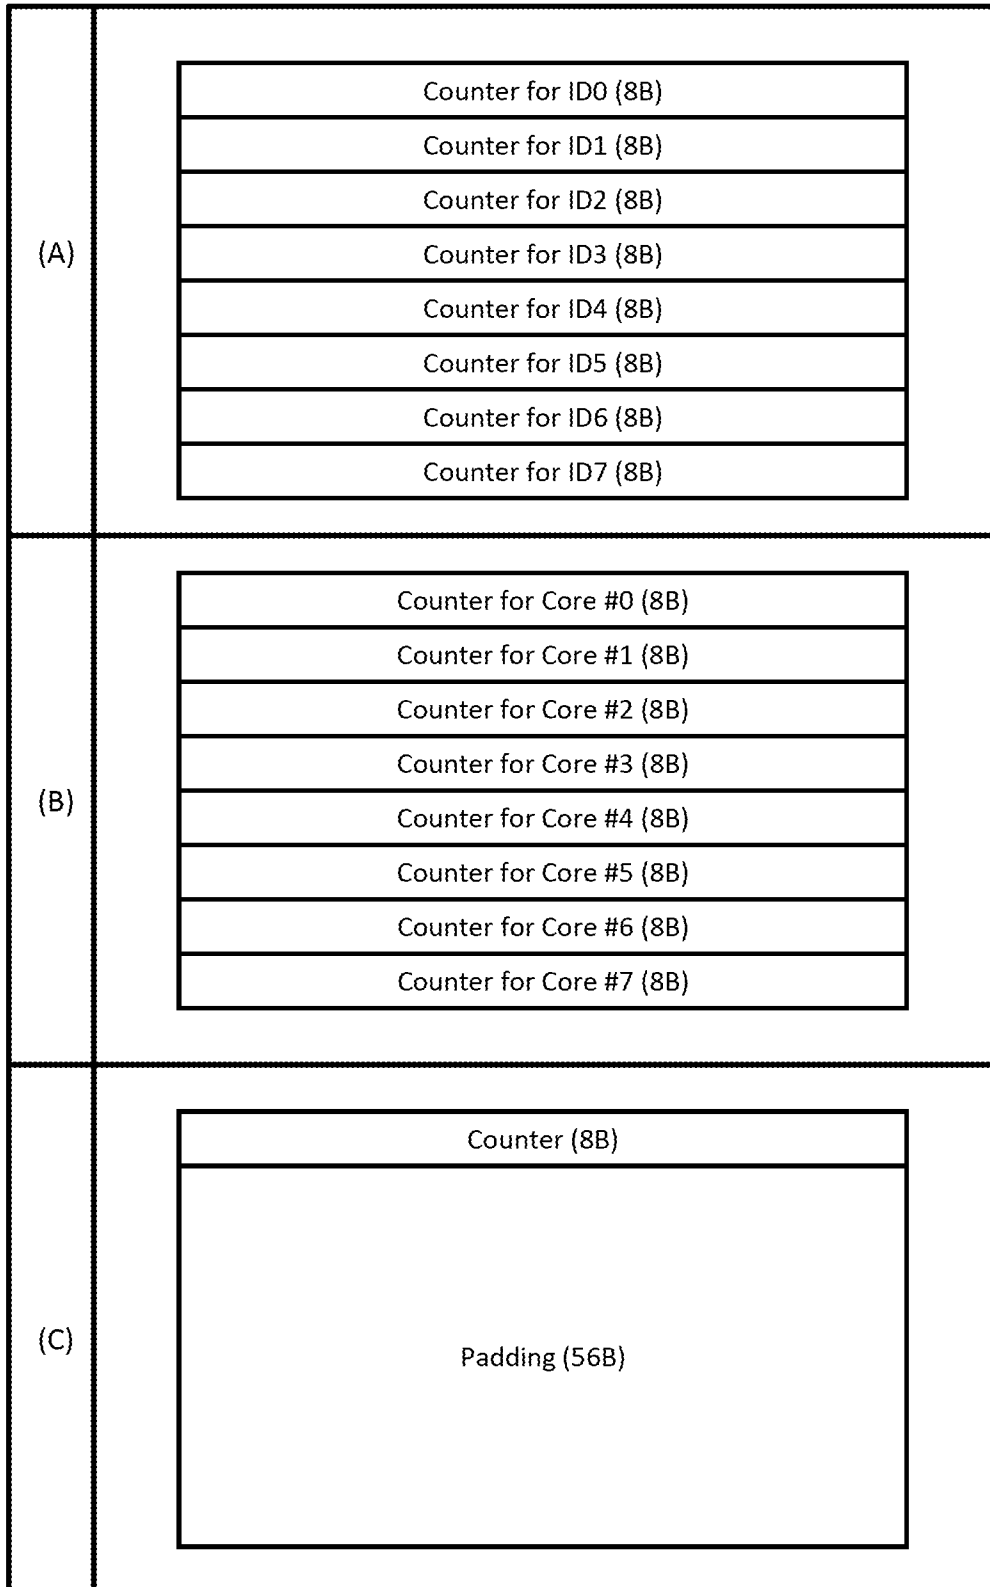 (A)
Counter for ID0 (8B)
Counter for ID1 (8B)
Counter for ID2 (8B)
Counter for ID3 (8B)
Counter for ID4 (8B)
Counter for ID5 (8B)
Counter for ID6 (8B)
Counter for ID7 (8B)
(B)
Counter for Core #0 (8B)
Counter for Core #1 (8B)
Counter for Core #2 (8B)
Counter for Core #3 (8B)
Counter for Core #4 (8B)
Counter for Core #5 (8B)
Counter for Core #6 (8B)
Counter for Core #7 (8B)
(C)
Counter (8B)
Padding (56B)